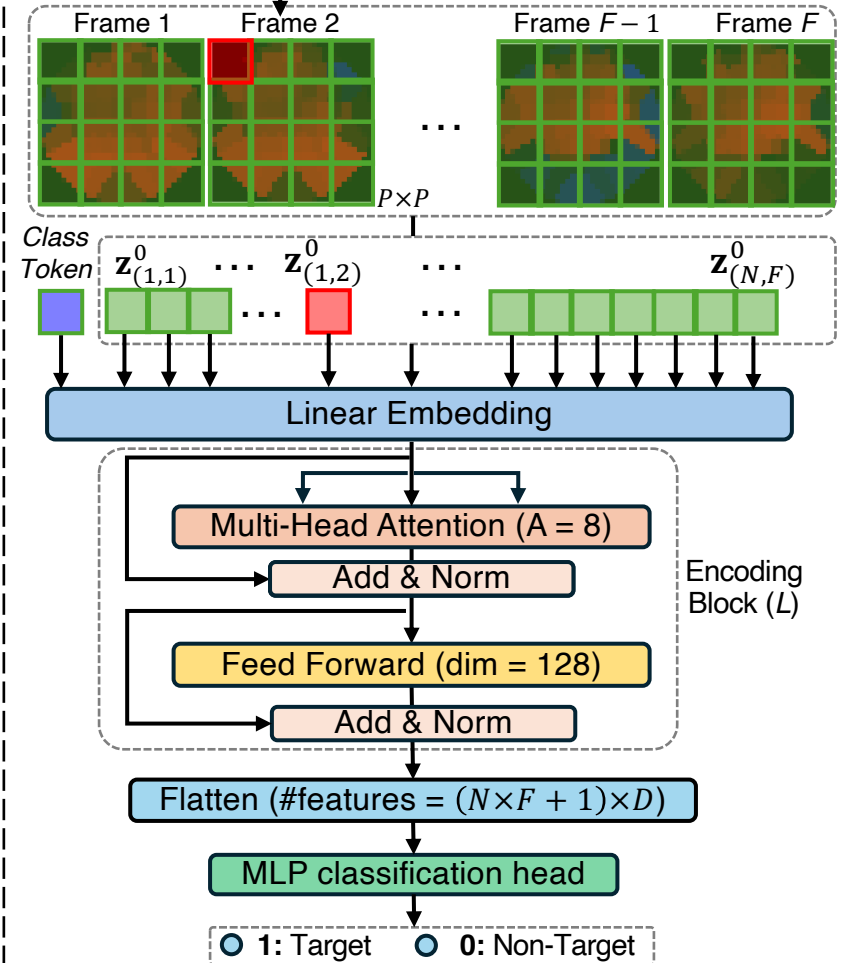 Frame 1 Frame 2 Frame F − 1 Frame F
...
P×P
Class Token
z⁰₍₁,₁₎ ... z⁰₍₁,₂₎ ... z⁰₍N,F₎
... ...
Linear Embedding
Multi-Head Attention (A = 8)
Add & Norm
Encoding
Block (L)
Feed Forward (dim = 128)
Add & Norm
Flatten (#features = (N×F + 1)×D)
MLP classification head
1: Target 0: Non-Target